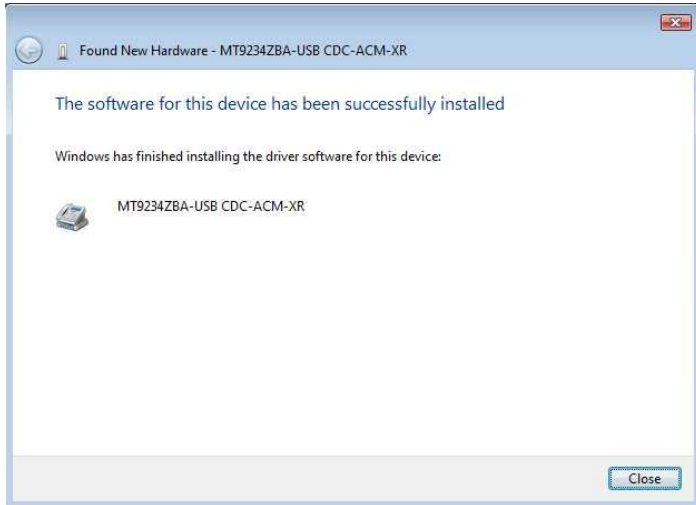 Found New Hardware - MT9234ZBA-USB CDC-ACM-XR
The software for this device has been successfully installed
Windows has finished installing the driver software for this device:
MT9234ZBA-USB CDC-ACM-XR
Close